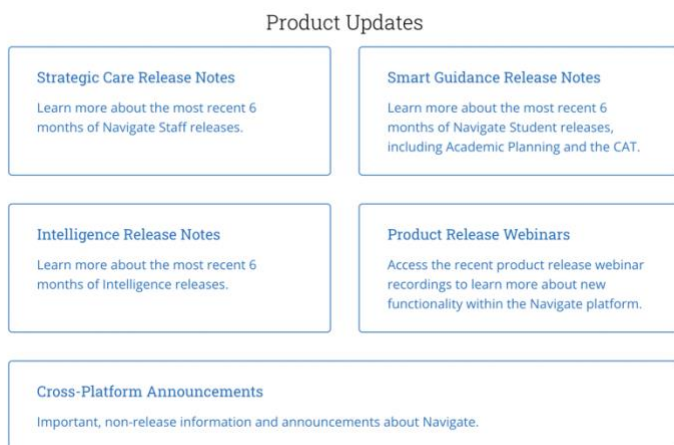 Product Updates
Strategic Care Release Notes
Learn more about the most recent 6
months of Navigate Staff releases.
Smart Guidance Release Notes
Learn more about the most recent 6
months of Navigate Student releases,
including Academic Planning and the CAT.
Intelligence Release Notes
Learn more about the most recent 6
months of Intelligence releases.
Product Release Webinars
Access the recent product release webinar
recordings to learn more about new
functionality within the Navigate platform.
Cross-Platform Announcements
Important, non-release information and announcements about Navigate.